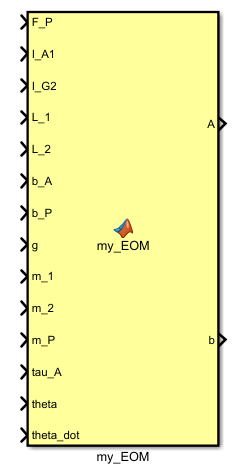 F_P
I_A1
I_G2
L_1
L_2
b_A
b_P
g
m_1
m_2
m_P
tau_A
theta
theta_dot
A
b
my_EOM
my_EOM